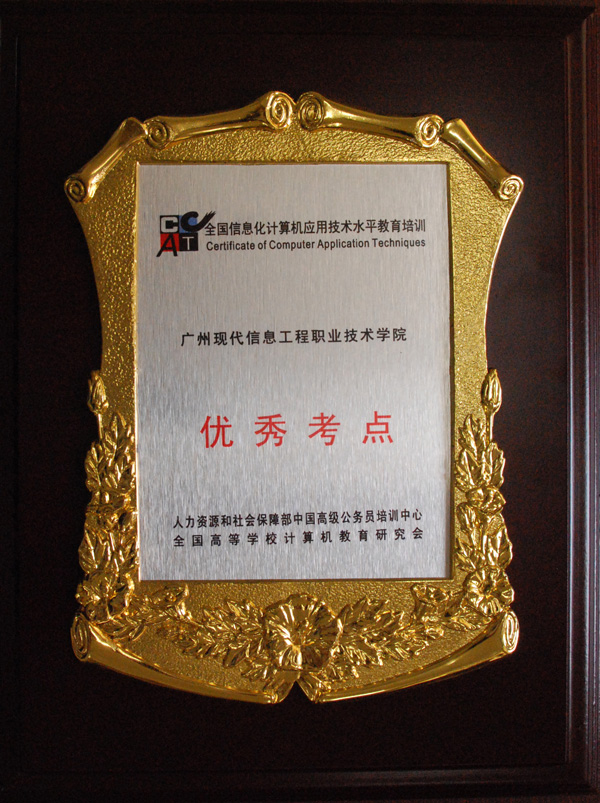 CCAT
全国信息化计算机应用技术水平教育培训
Certificate of Computer Application Techniques
广州现代信息工程职业技术学院
优秀考点
人力资源和社会保障部中国高级公务员培训中心
全国高等学校计算机教育研究会